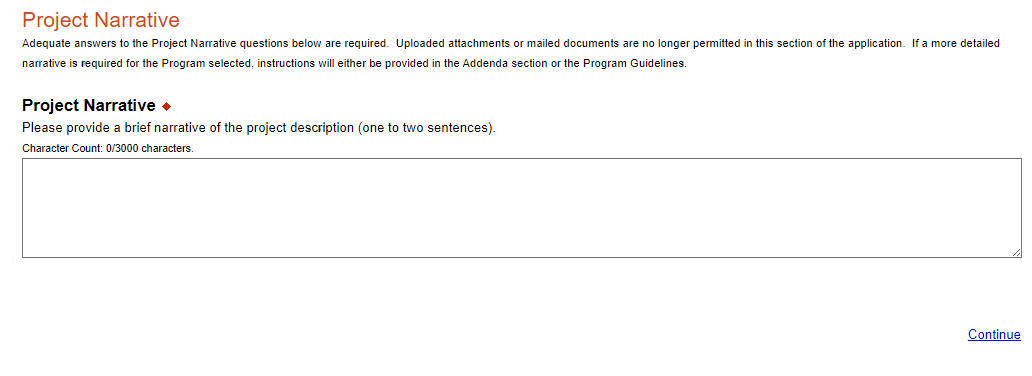 Project Narrative
Adequate answers to the Project Narrative questions below are required.  Uploaded attachments or mailed documents are no longer permitted in this section of the application.  If a more detailed
narrative is required for the Program selected, instructions will either be provided in the Addenda section or the Program Guidelines.
Project Narrative
Please provide a brief narrative of the project description (one to two sentences).
Character Count: 0/3000 characters.
Continue